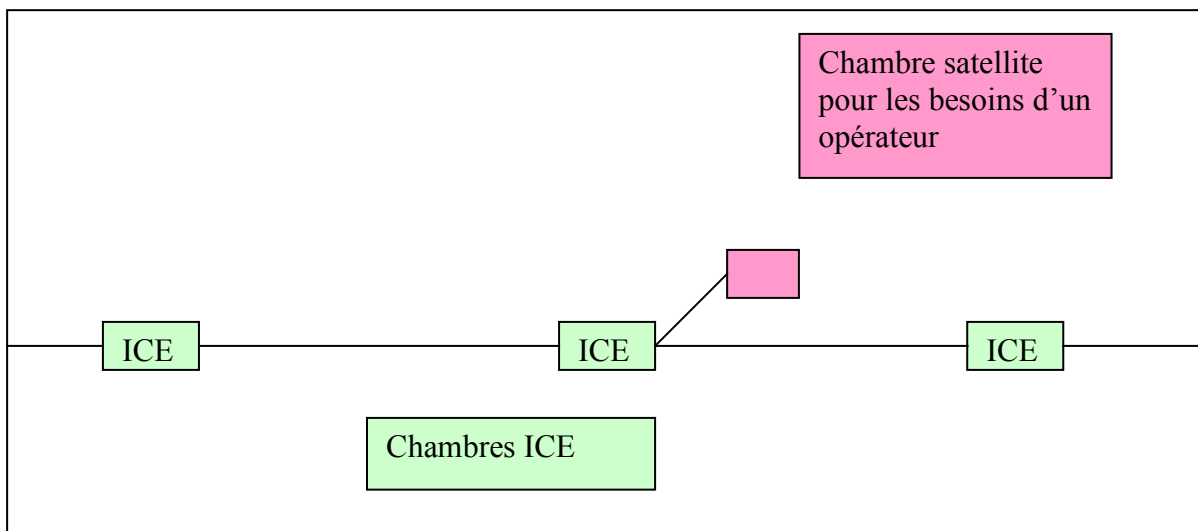 Chambre satellite
pour les besoins d’un
opérateur
ICE
ICE
ICE
Chambres ICE